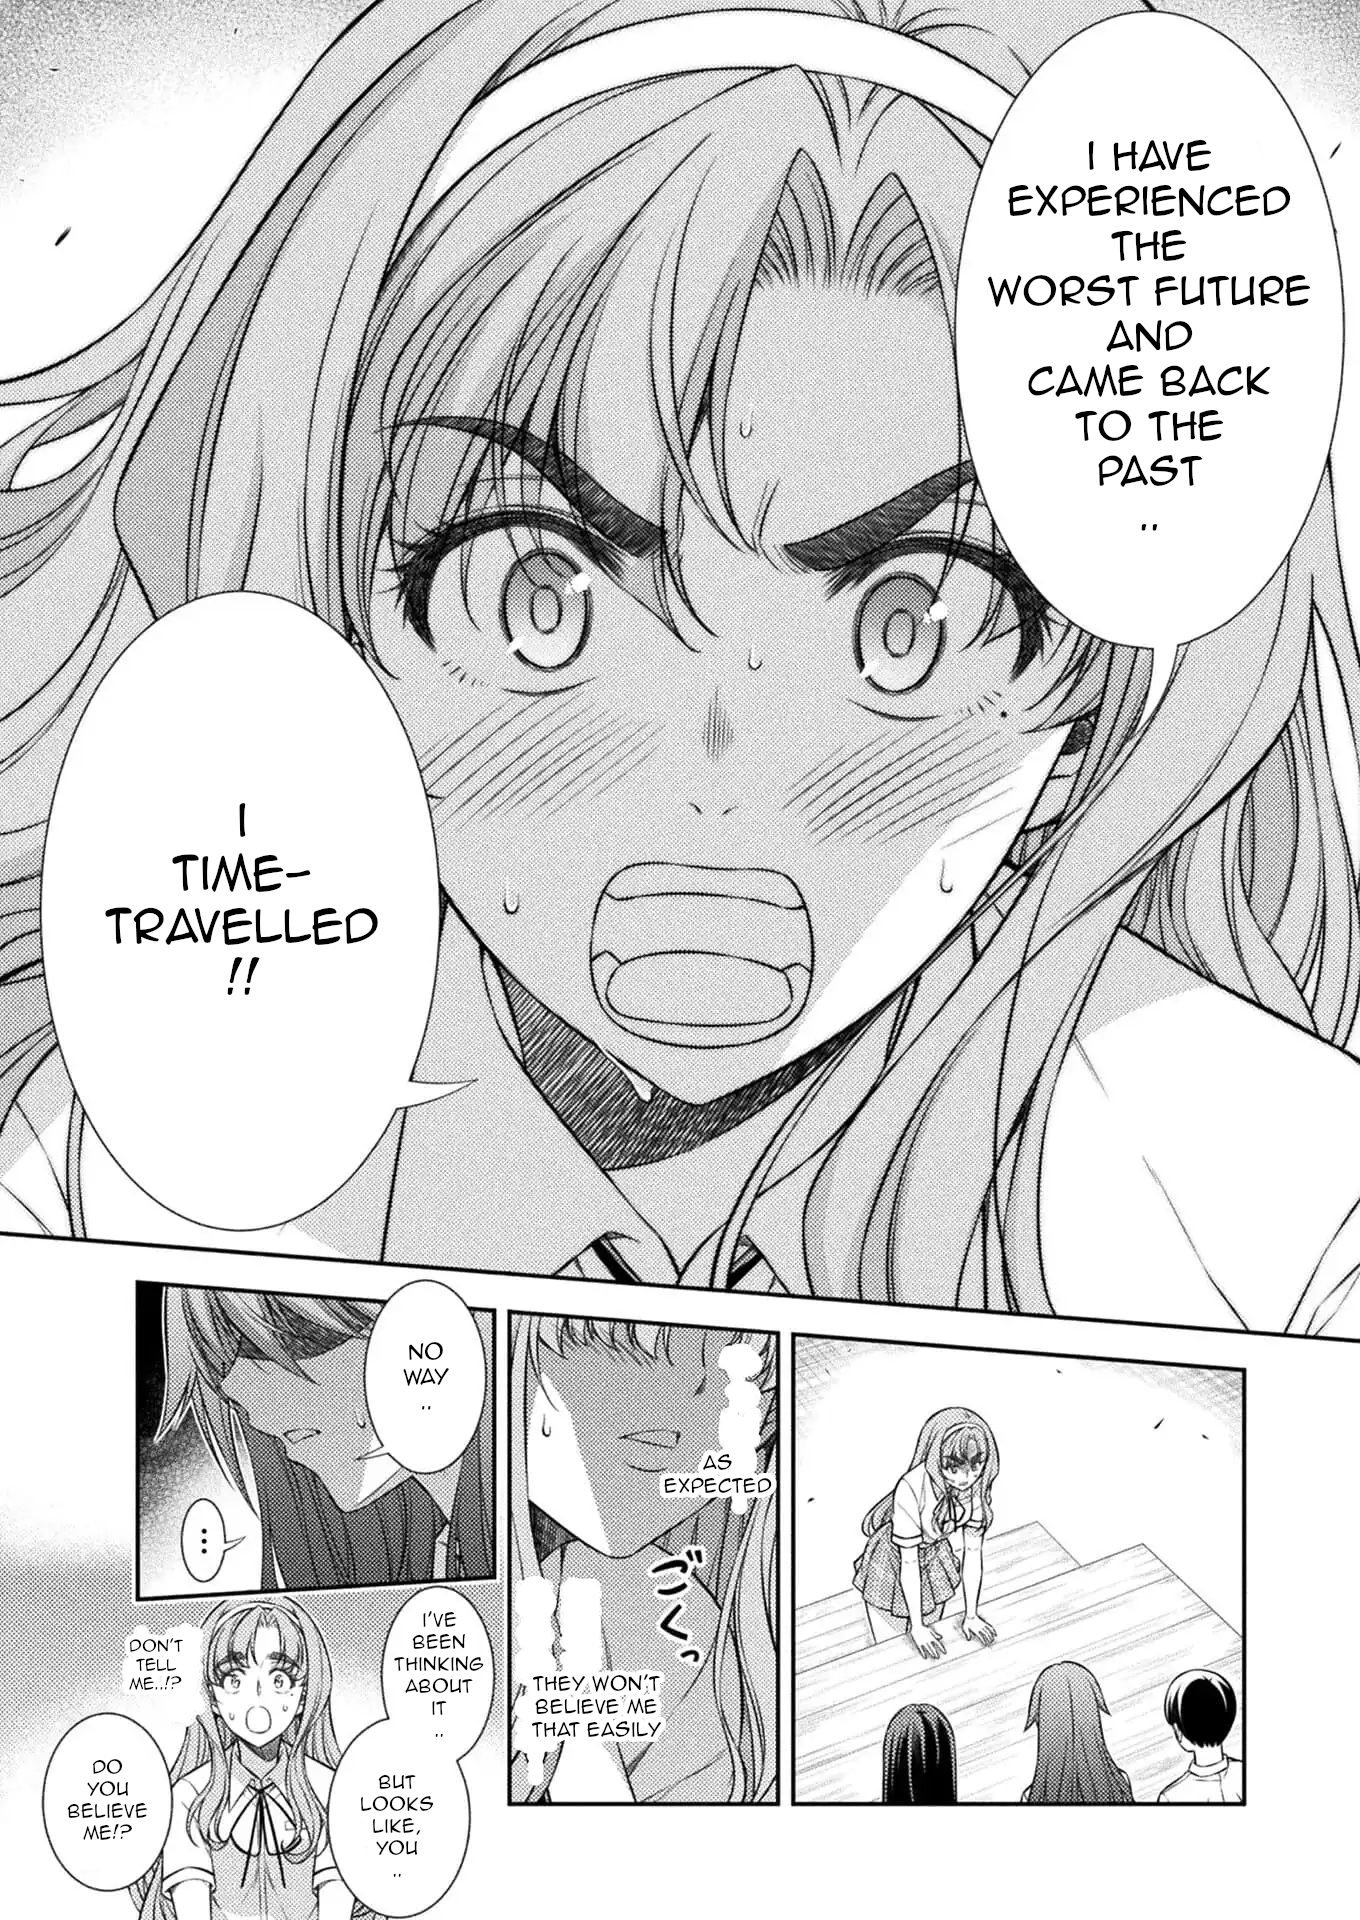 I HAVE
EXPERIENCED
THE
WORST FUTURE
AND
CAME BACK
TO THE
PAST
..
I
TIME-
TRAVELLED
!!
AS
EXPECTED
ごくっ
THEY WON'T
BELIEVE ME
THAT EASILY
NO
WAY
..
...
I'VE
BEEN
THINKING
ABOUT
IT
..
BUT
LOOKS
LIKE,
YOU
..
DON'T
TELL
ME...!?
DO
YOU
BELIEVE
ME!?